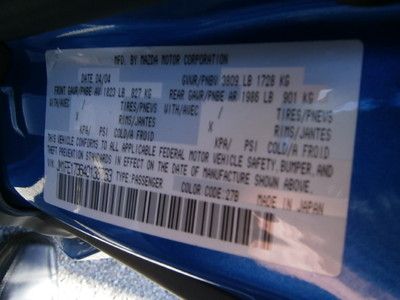 MFD. BY MAZDA MOTOR CORPORATION
DATE 04/04 GVWR/PNBV 3809 LB 1728 KG
FRONT GAWR/PNBE AV 1823 LB 827 KG REAR GAWR/PNBE AR 1986 LB 901 KG
WITH/AVEC / TIRES/PNEUS WITH/AVEC / TIRES/PNEUS
X RIMS/JANTES X RIMS/JANTES
/ KPA/ PSI COLD/A FROID / KPA/ PSI COLD/A FROID
THIS VEHICLE CONFORMS TO ALL APPLICABLE FEDERAL MOTOR VEHICLE SAFETY, BUMPER, AND
THEFT PREVENTION STANDARDS IN EFFECT ON THE DATE OF MANUFACTURE SHOWN ABOVE.
TYPE: PASSENGER
COLOR CODE: 27B MADE IN JAPAN